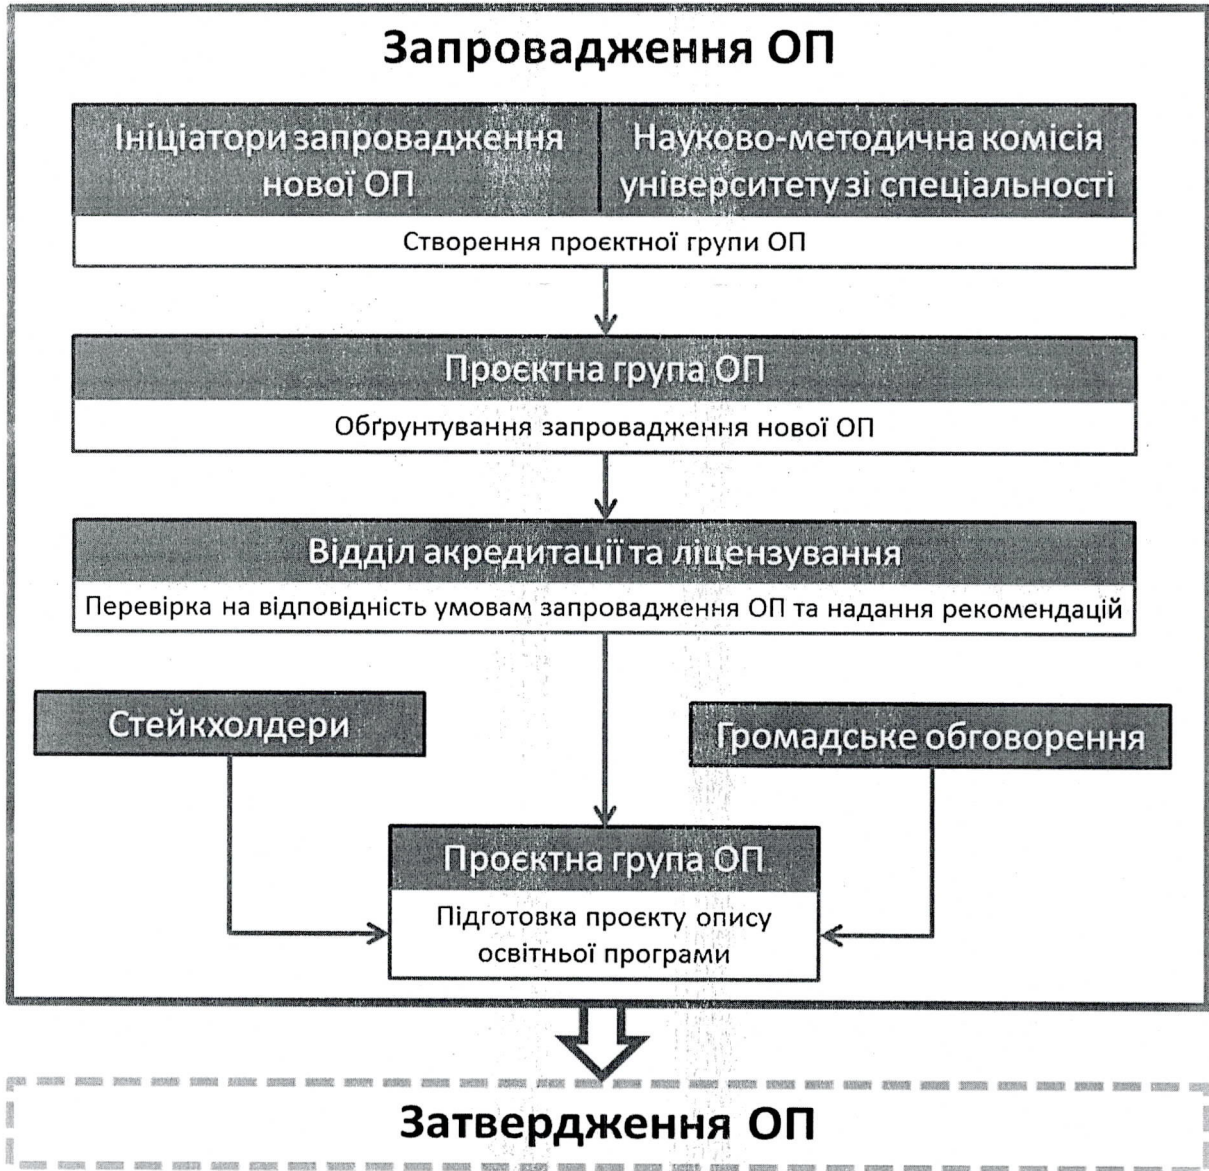 Запровадження ОП
Ініціатори запровадження
нової ОП
Науково-методична комісія
університету зі спеціальності
Створення проєктної групи ОП
Проєктна група ОП
Обґрунтування запровадження нової ОП
Відділ акредитації та ліцензування
Перевірка на відповідність умовам запровадження ОП та надання рекомендацій
Стейкхолдери
Громадське обговорення
Проєктна група ОП
Підготовка проєкту опису
освітньої програми
Затвердження ОП